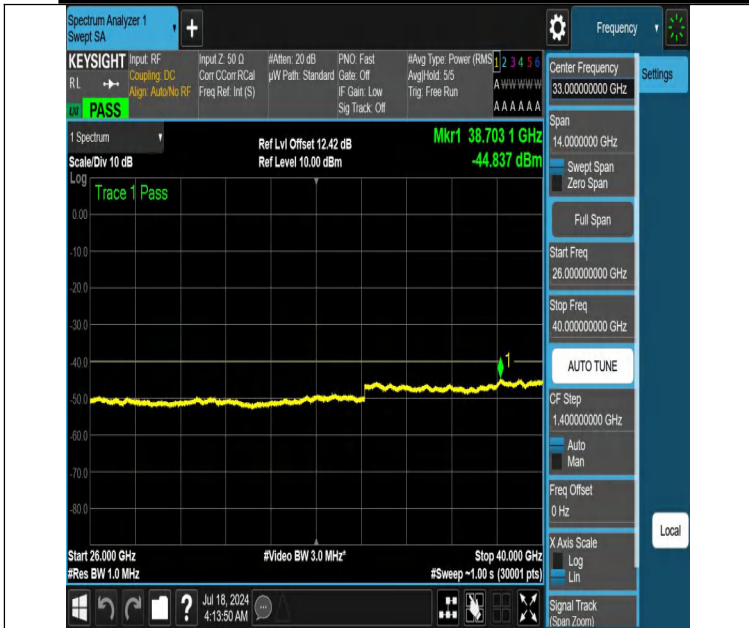 Spectrum Analyzer 1
Swept SA
+
Frequency
KEYSIGHT
RL
LXI
PASS
Input: RF
Coupling: DC
Align: Auto/No RF
Input Z: 50 Ω
Corr CCorr RCal
Freq Ref: Int (S)
#Atten: 20 dB
µW Path: Standard
PNO: Fast
Gate: Off
IF Gain: Low
Sig Track: Off
#Avg Type: Power (RMS
Avg|Hold: 5/5
Trig: Free Run
1 2 3 4 5 6
A W W W W W
A A A A A A
1 Spectrum
Scale/Div 10 dB
Log
Ref Lvl Offset 12.42 dB
Ref Level 10.00 dBm
Mkr1 38.703 1 GHz
-44.837 dBm
Trace 1 Pass
0.00
-10.0
-20.0
-30.0
-40.0
-50.0
-60.0
-70.0
-80.0
1
Start 26.000 GHz
#Res BW 1.0 MHz
#Video BW 3.0 MHz*
Stop 40.000 GHz
#Sweep ~1.00 s (30001 pts)
Center Frequency
33.000000000 GHz
Span
14.0000000 GHz
Swept Span
Zero Span
Full Span
Start Freq
26.000000000 GHz
Stop Freq
40.000000000 GHz
AUTO TUNE
CF Step
1.400000000 GHz
Auto
Man
Freq Offset
0 Hz
X Axis Scale
Log
Lin
Signal Track
(Span Zoom)
Settings
Local
?
Jul 18, 2024
4:13:50 AM